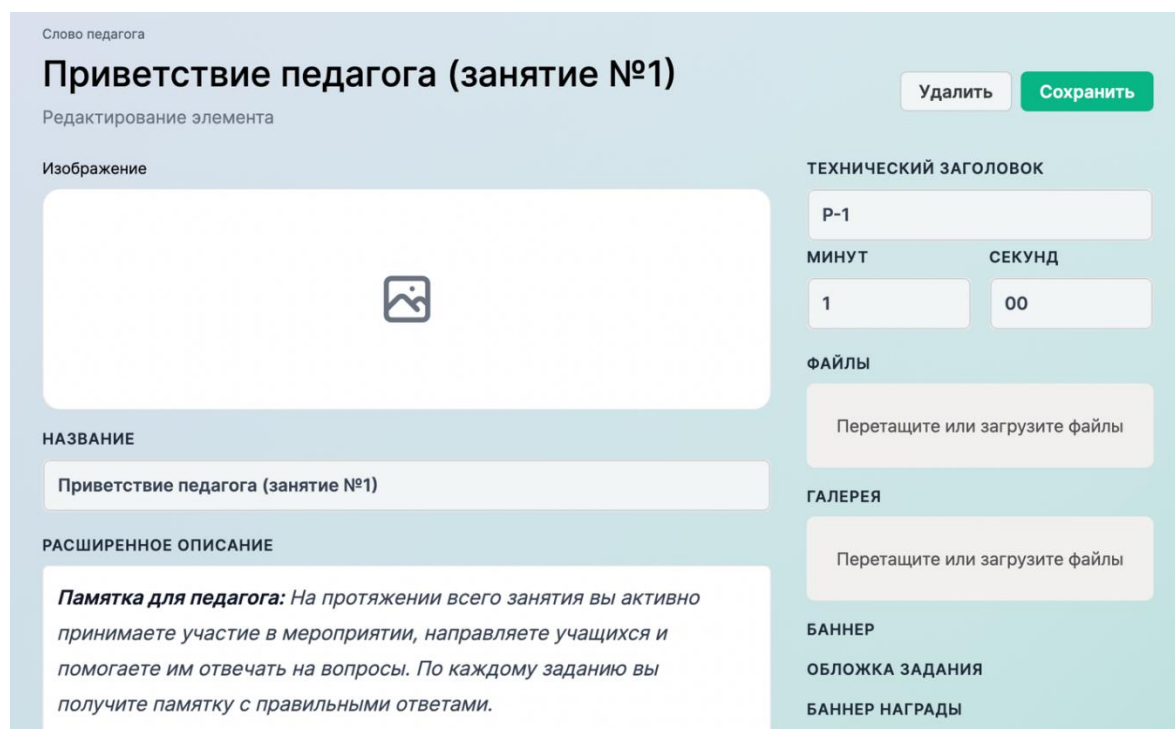 Слово педагога
Приветствие педагога (занятие №1)
Редактирование элемента
Удалить
Сохранить
Изображение
НАЗВАНИЕ
Приветствие педагога (занятие №1)
РАСШИРЕННОЕ ОПИСАНИЕ
Памятка для педагога: На протяжении всего занятия вы активно
принимаете участие в мероприятии, направляете учащихся и
помогаете им отвечать на вопросы. По каждому заданию вы
получите памятку с правильными ответами.
ТЕХНИЧЕСКИЙ ЗАГОЛОВОК
P-1
МИНУТ
СЕКУНД
1
00
ФАЙЛЫ
Перетащите или загрузите файлы
ГАЛЕРЕЯ
Перетащите или загрузите файлы
БАННЕР
ОБЛОЖКА ЗАДАНИЯ
БАННЕР НАГРАДЫ